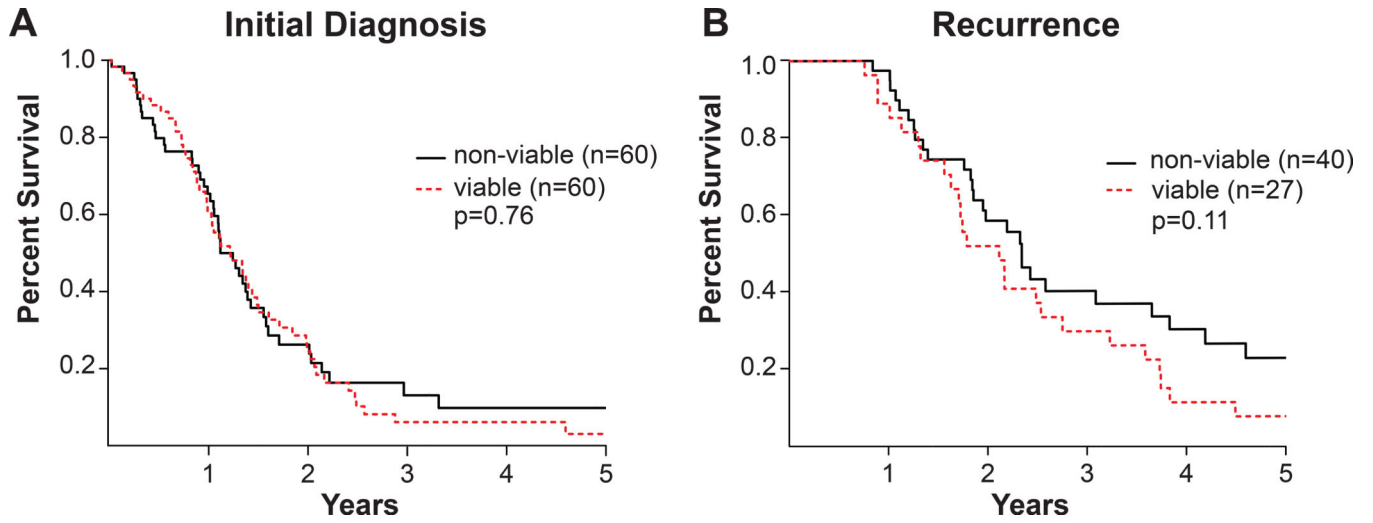 A
Initial Diagnosis
Percent Survival
1.0
0.8
0.6
0.4
0.2
non-viable (n=60)
viable (n=60)
p=0.76
1 2 3 4 5
Years
B
Recurrence
Percent Survival
1.0
0.8
0.6
0.4
0.2
non-viable (n=40)
viable (n=27)
p=0.11
1 2 3 4 5
Years